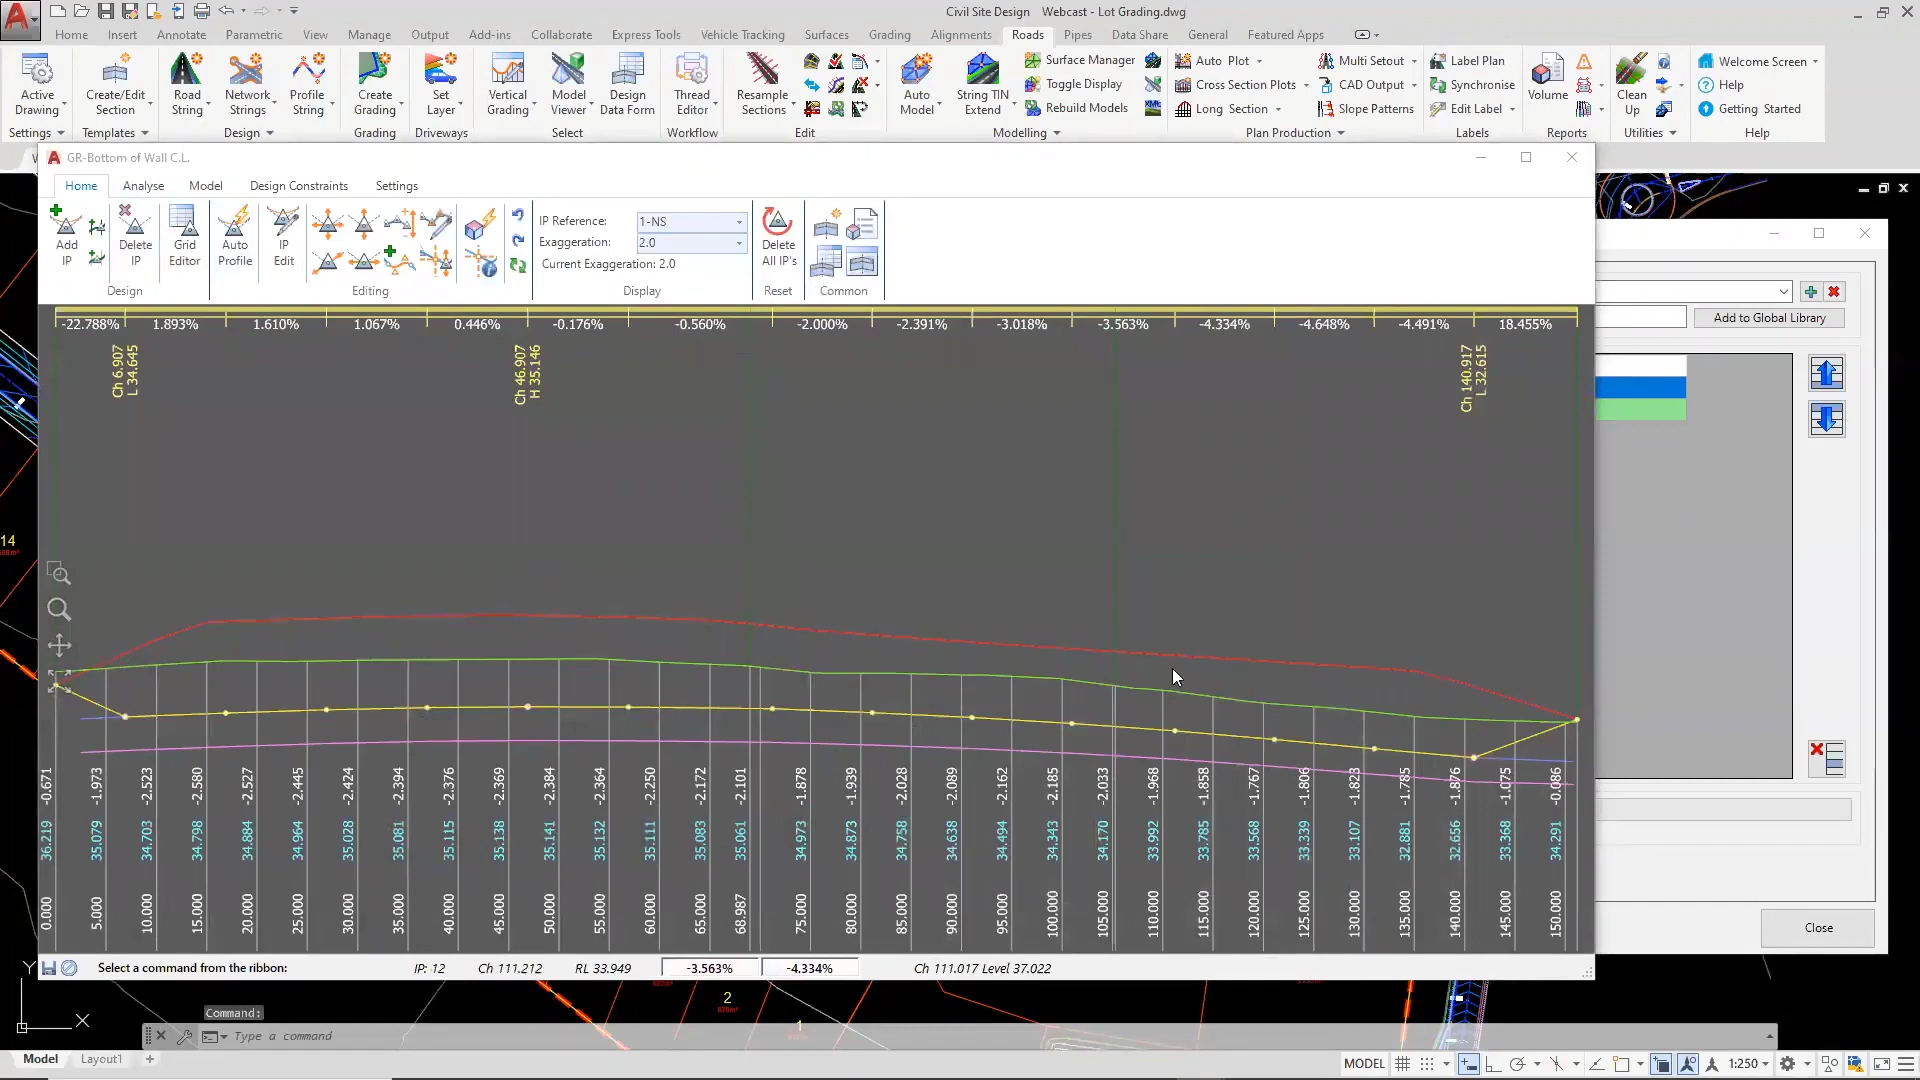 Civil Site Design Webcast - Lot Grading.dwg
Home Insert Annotate Parametric View Manage Output Add-ins Collaborate Express Tools Vehicle Tracking Surfaces Grading Alignments Roads Pipes Data Share General Featured Apps
Active Drawing
Create/Edit Section
Road String
Network Strings
Profile String
Create Grading
Set Layer
Vertical Grading
Model Viewer
Design Data Form
Thread Editor
Resample Sections
Auto Model
String TIN Extend
Surface Manager
Toggle Display
Rebuild Models
Auto Plot
Cross Section Plots
Long Section
Multi Setout
CAD Output
Slope Patterns
Label Plan
Synchronise
Edit Label
Volume
Clean Up
Welcome Screen
Help
Getting Started
Settings Templates Design Grading Driveways Select Workflow Edit Modelling Plan Production Labels Reports Utilities Help
GR-Bottom of Wall C.L.
Home Analyse Model Design Constraints Settings
Add IP
Delete IP
Grid Editor
Auto Profile
IP Edit
IP Reference: 1-NS
Exaggeration: 2.0
Current Exaggeration: 2.0
Delete All IP's
Design Editing Display Reset Common
Add to Global Library
-22.788% 1.893% 1.610% 1.067% 0.446% -0.176% -0.560% -2.000% -2.391% -3.018% -3.563% -4.334% -4.648% -4.491% 18.455%
Ch 6.907
L 34.645
Ch 46.907
H 35.146
Ch 140.917
L 32.615
14
-0.671 -1.973 -2.523 -2.580 -2.527 -2.445 -2.424 -2.394 -2.376 -2.369 -2.384 -2.364 -2.250 -2.172 -2.101 -1.878 -1.939 -2.028 -2.089 -2.162 -2.185 -2.033 -1.968 -1.858 -1.767 -1.806 -1.823 -1.785 -1.876 -1.075 -0.086
36.219 35.079 34.703 34.798 34.884 34.964 35.028 35.081 35.115 35.138 35.141 35.132 35.111 35.083 35.061 34.973 34.873 34.758 34.638 34.494 34.343 34.170 33.992 33.785 33.568 33.339 33.107 32.881 32.656 33.368 34.291
0.000 5.000 10.000 15.000 20.000 25.000 30.000 35.000 40.000 45.000 50.000 55.000 60.000 65.000 68.987 75.000 80.000 85.000 90.000 95.000 100.000 105.000 110.000 115.000 120.000 125.000 130.000 135.000 140.000 145.000 150.000
Close
Select a command from the ribbon: IP: 12 Ch 111.212 RL 33.949 -3.563% -4.334% Ch 111.017 Level 37.022
Y
X
2
1
Command:
Type a command
Model Layout1 +
MODEL 1:250